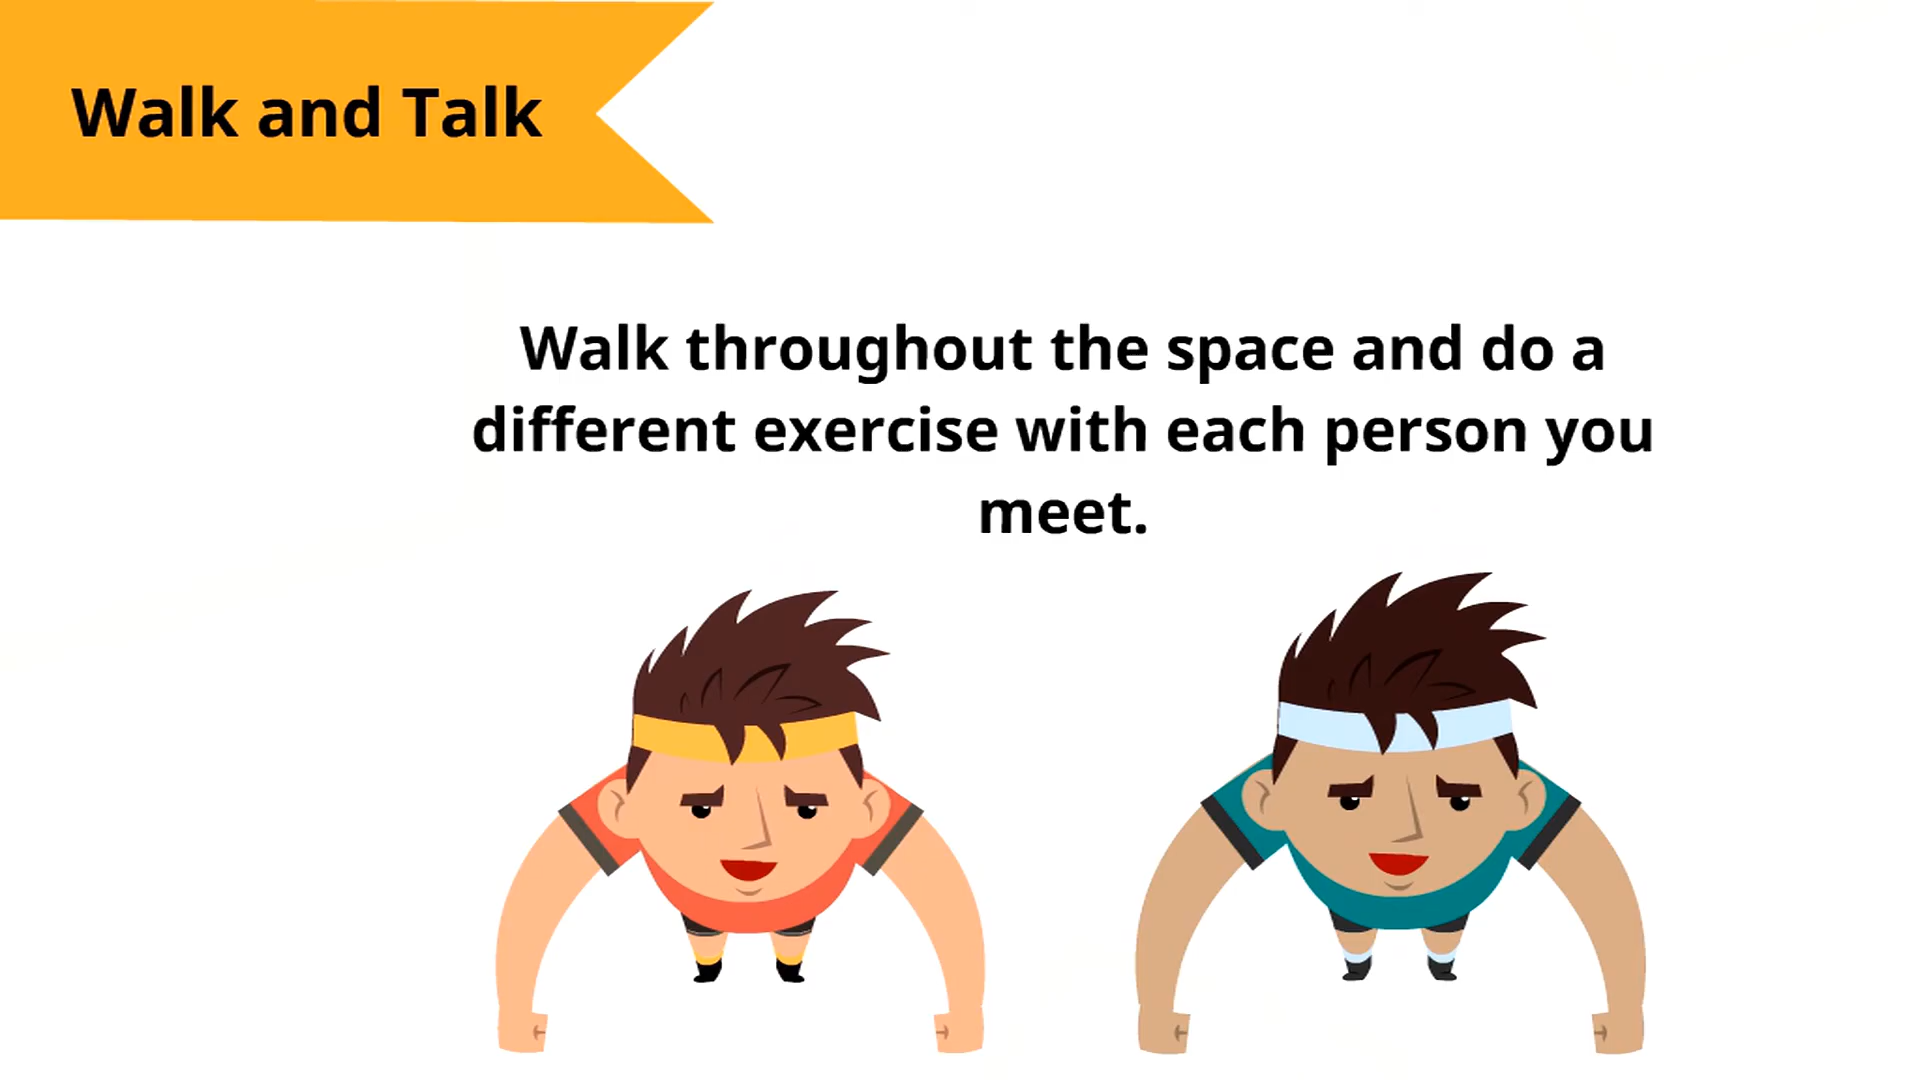 Walk and Talk
Walk throughout the space and do a
different exercise with each person you
meet.